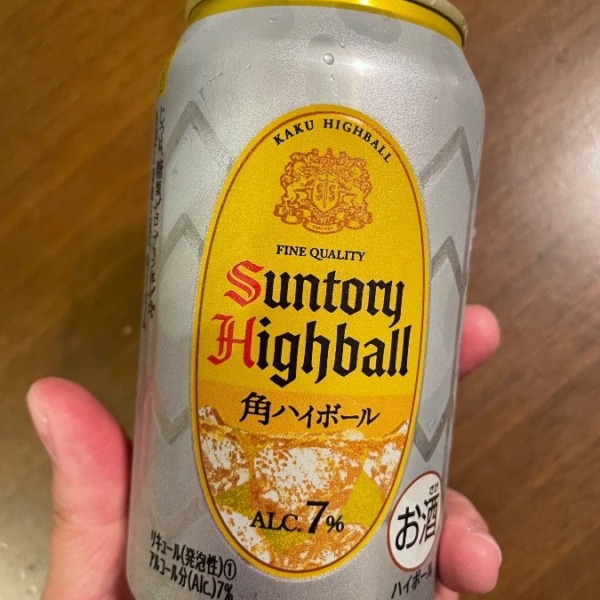 KAKU HIGHBALL
FINE QUALITY
Suntory
Highball
角ハイボール
ALC. 7%
さけ
お酒
ハイボール
リキュール(発泡性)①
アルコール分(Alc.)7%